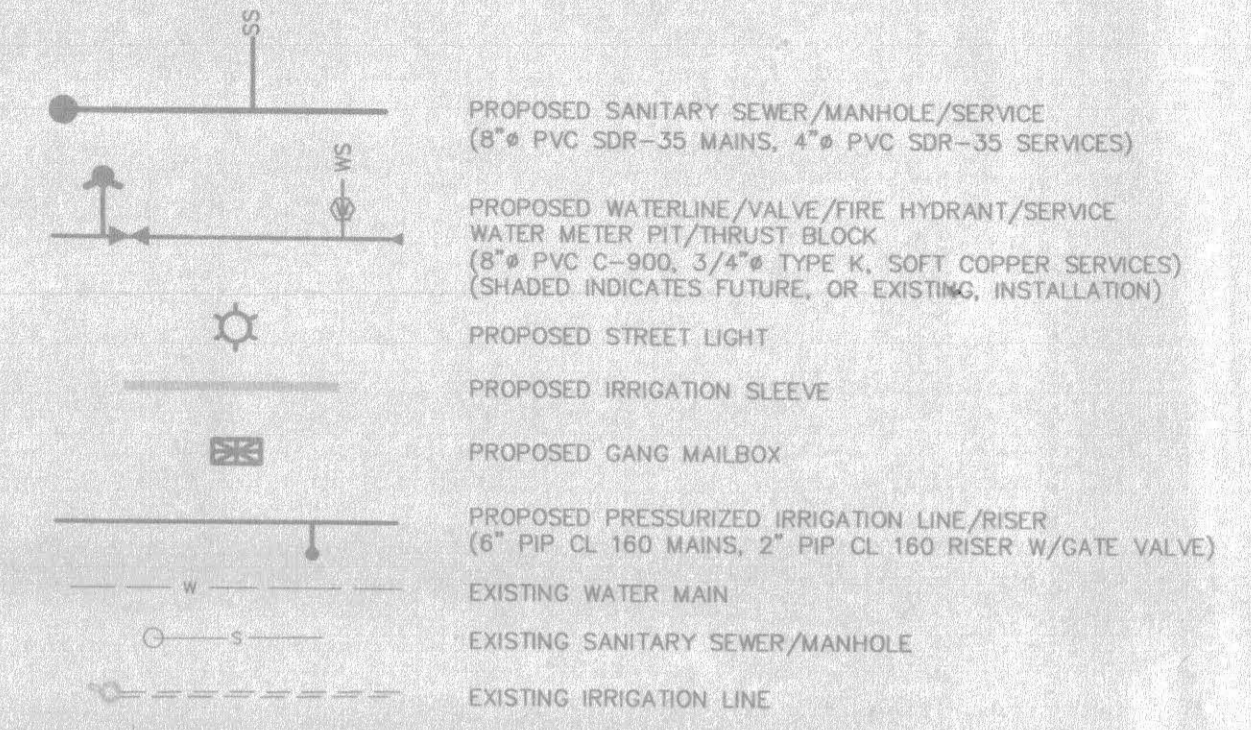 SS
PROPOSED SANITARY SEWER/MANHOLE/SERVICE
(8"ø PVC SDR-35 MAINS, 4"ø PVC SDR-35 SERVICES)
WS
W
PROPOSED WATERLINE/VALVE/FIRE HYDRANT/SERVICE
WATER METER PIT/THRUST BLOCK
(8"ø PVC C-900, 3/4"ø TYPE K, SOFT COPPER SERVICES)
(SHADED INDICATES FUTURE, OR EXISTING, INSTALLATION)
PROPOSED STREET LIGHT
PROPOSED IRRIGATION SLEEVE
PROPOSED GANG MAILBOX
PROPOSED PRESSURIZED IRRIGATION LINE/RISER
(6" PIP CL 160 MAINS, 2" PIP CL 160 RISER W/GATE VALVE)
W
EXISTING WATER MAIN
S
EXISTING SANITARY SEWER/MANHOLE
EXISTING IRRIGATION LINE